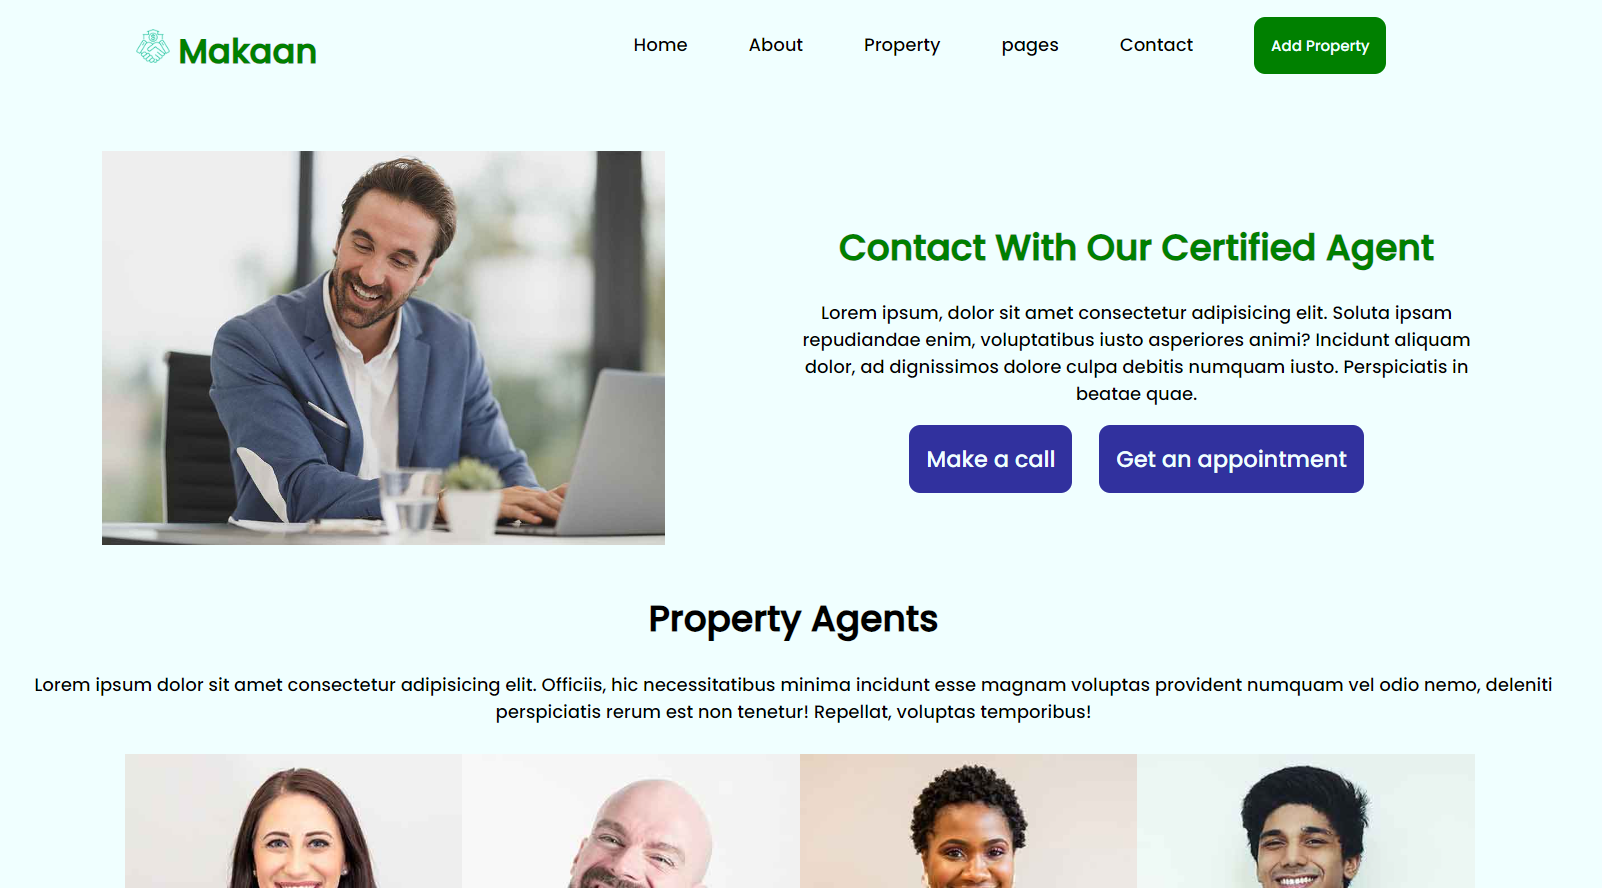 Makaan
Home
About
Property
pages
Contact
Add Property
Contact With Our Certified Agent
Lorem ipsum, dolor sit amet consectetur adipisicing elit. Soluta ipsam
repudiandae enim, voluptatibus iusto asperiores animi? Incidunt aliquam
dolor, ad dignissimos dolore culpa debitis numquam iusto. Perspiciatis in
beatae quae.
Make a call
Get an appointment
Property Agents
Lorem ipsum dolor sit amet consectetur adipisicing elit. Officiis, hic necessitatibus minima incidunt esse magnam voluptas provident numquam vel odio nemo, deleniti
perspiciatis rerum est non tenetur! Repellat, voluptas temporibus!